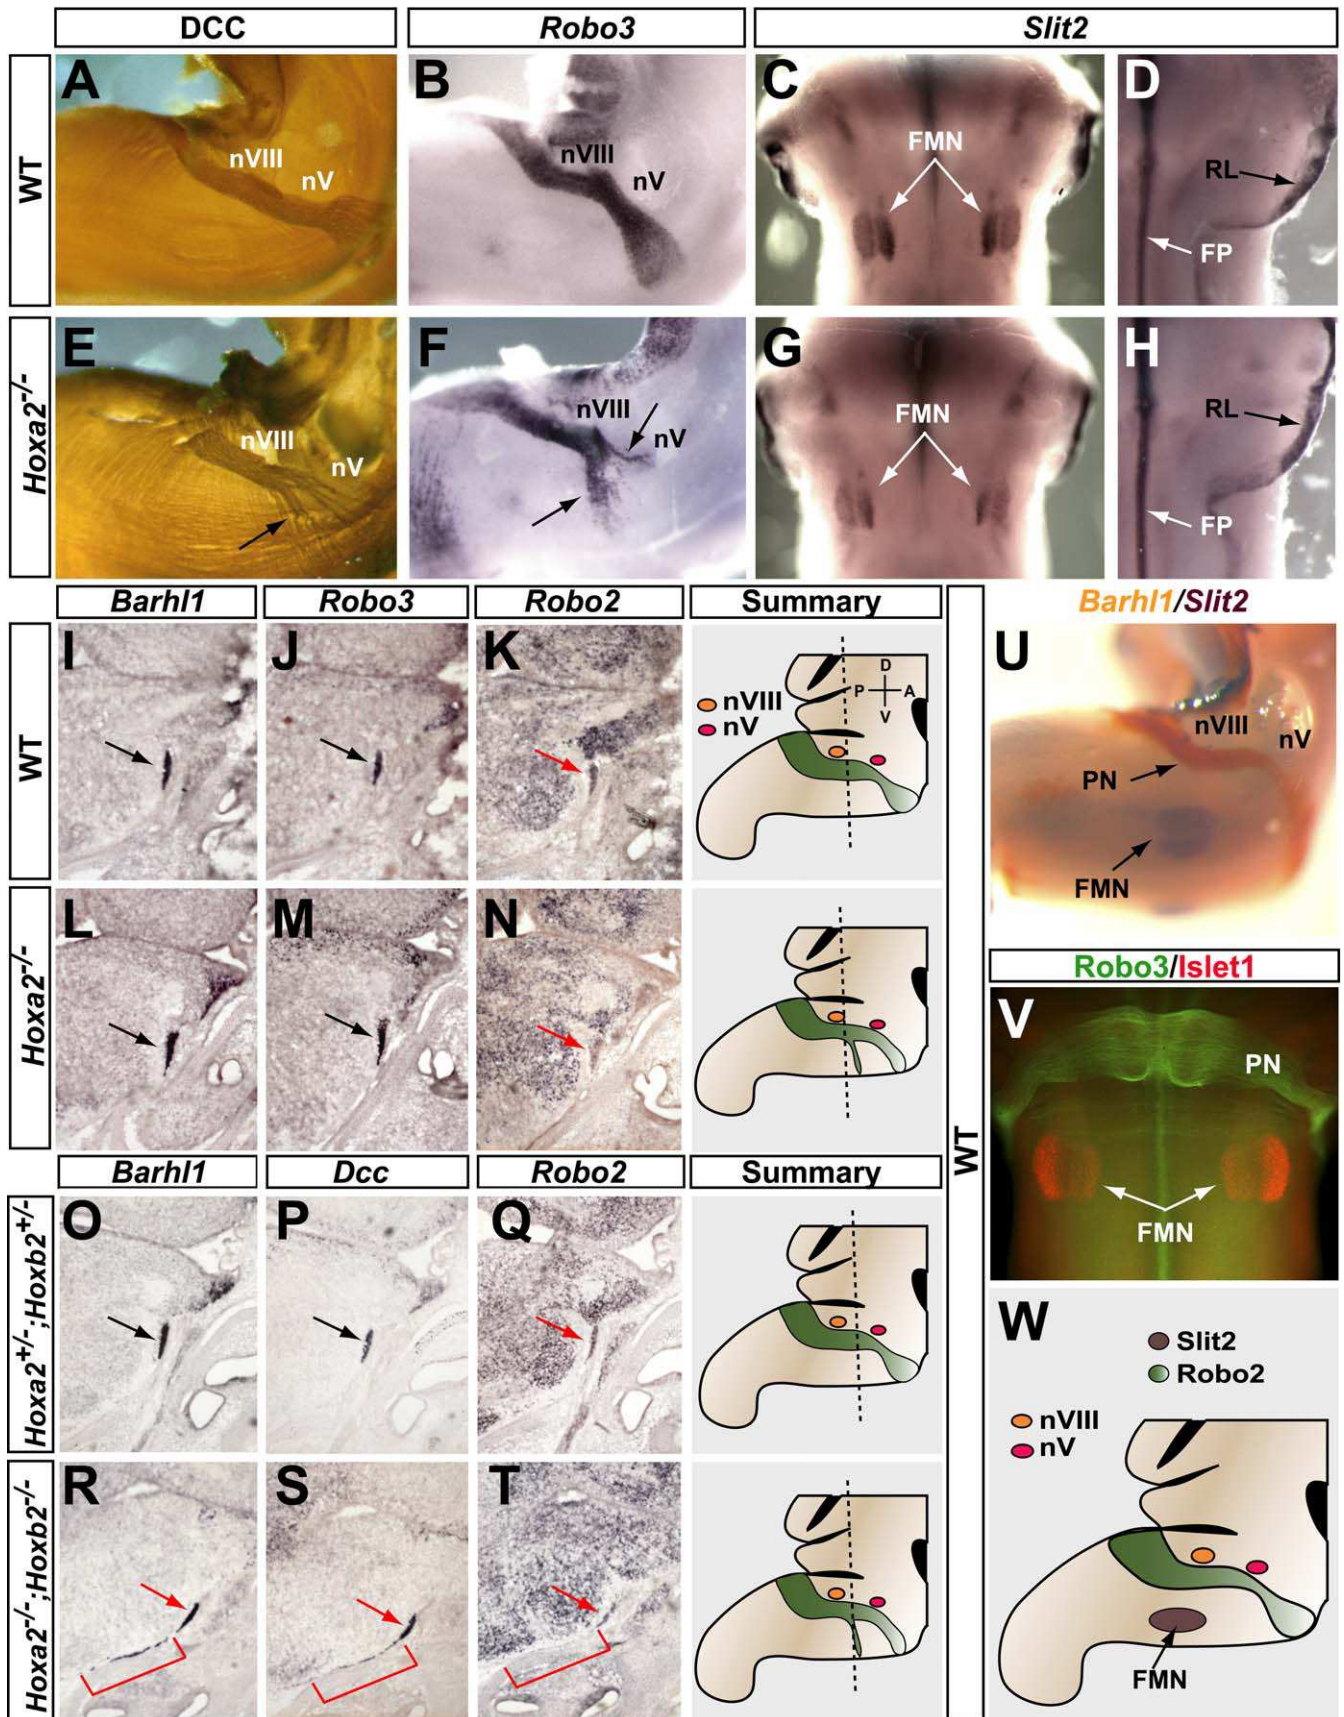 DCC Robo3 Slit2
WT
A nVIII nV
B nVIII nV
C FMN
D RL FP
Hoxa2-/-
E nVIII nV
F nVIII nV
G FMN
H RL FP
Barhl1 Robo3 Robo2 Summary
WT
I J K
nVIII
nV
D
P A
V
Hoxa2-/-
L M N
Barhl1 Dcc Robo2 Summary
Hoxa2+/-;Hoxb2+/-
O P Q
Hoxa2-/-;Hoxb2-/-
R S T
WT
Barhl1/Slit2
U
nVIII
nV
PN
FMN
Robo3/Islet1
V
PN
FMN
W
Slit2
Robo2
nVIII
nV
FMN